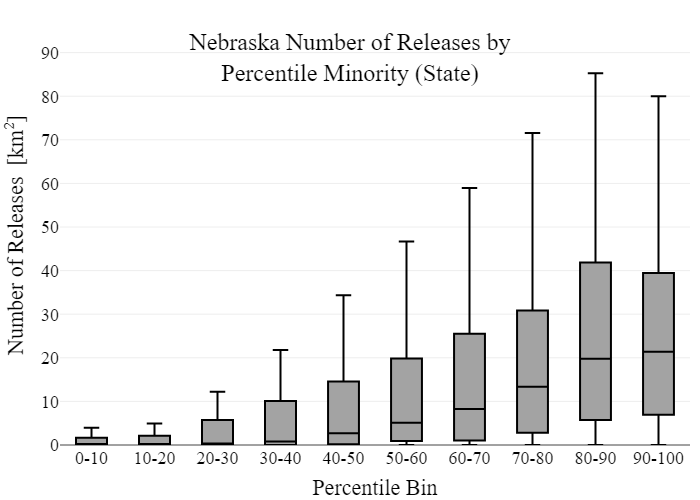 Nebraska Number of Releases by
Percentile Minority (State)
Number of Releases [km²]
90
80
70
60
50
40
30
20
10
0
0-10 10-20 20-30 30-40 40-50 50-60 60-70 70-80 80-90 90-100
Percentile Bin